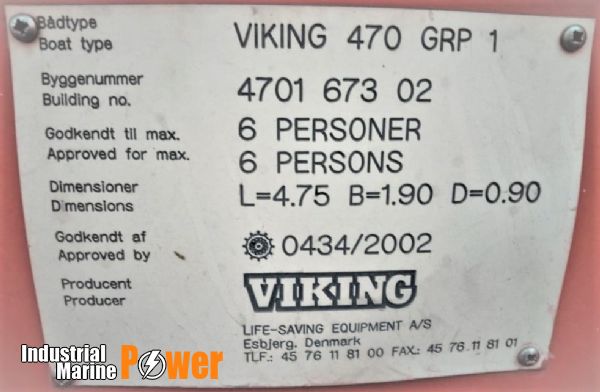 Bådtype
Boat type
VIKING 470 GRP 1
Byggenummer
Building no.
4701 673 02
Godkendt til max.
Approved for max.
6 PERSONER
6 PERSONS
Dimensioner
Dimensions
L=4.75 B=1.90 D=0.90
Godkendt af
Approved by
0434/2002
Producent
Producer
VIKING
LIFE-SAVING EQUIPMENT A/S
Esbjerg, Denmark
TLF.: 45 76 11 81 00 FAX.: 45 76 11 81 01
Industrial
Marine
Power